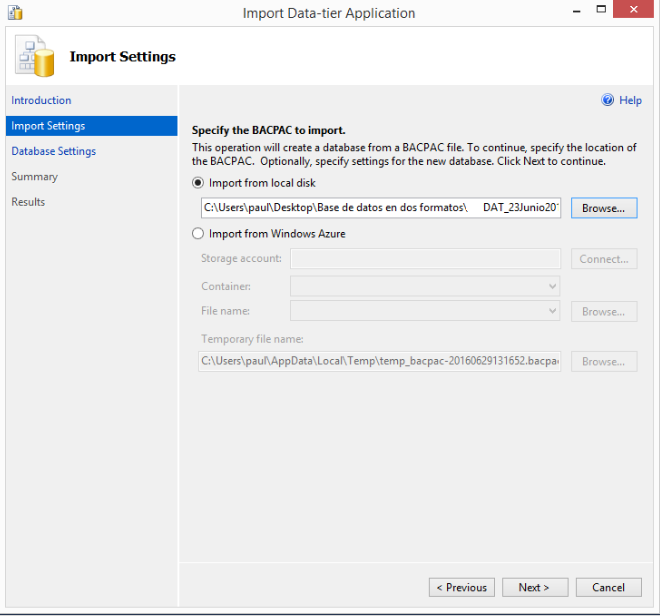 Import Data-tier Application
Import Settings
Introduction
Import Settings
Database Settings
Summary
Results
Help
Specify the BACPAC to import.
This operation will create a database from a BACPAC file. To continue, specify the location of
the BACPAC. Optionally, specify settings for the new database. Click Next to continue.
Import from local disk
C:\Users\paul\Desktop\Base de datos en dos formatos\ DAT_23Junio201
Browse...
Import from Windows Azure
Storage account:
Connect...
Container:
File name:
Browse...
Temporary file name:
C:\Users\paul\AppData\Local\Temp\temp_bacpac-20160629131652.bacpa
Browse...
< Previous
Next >
Cancel